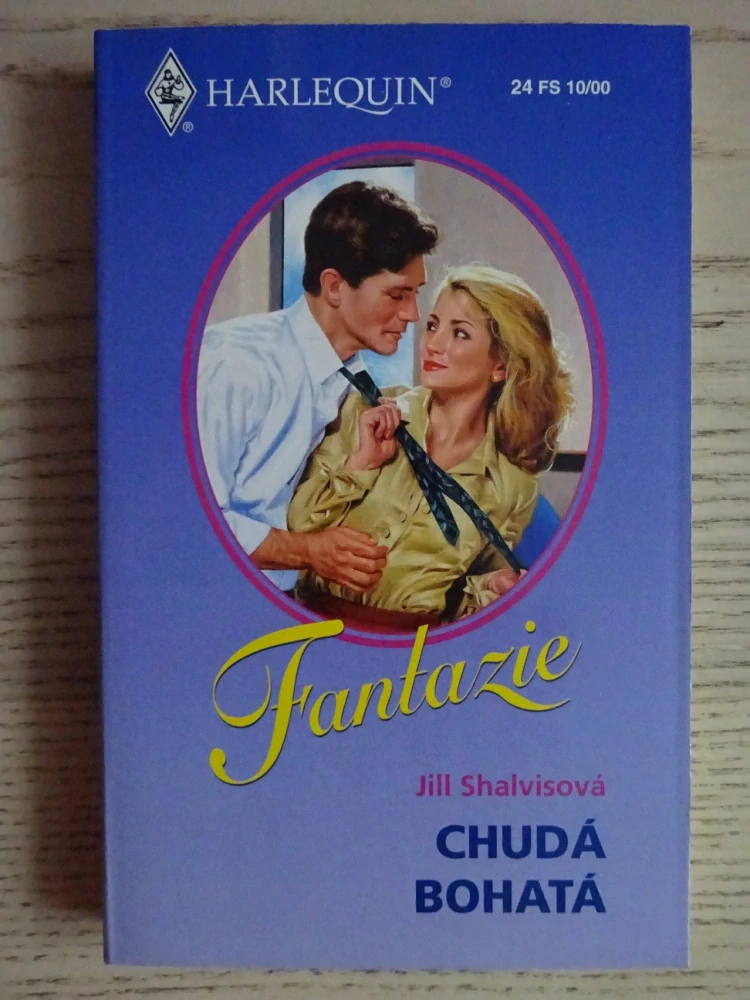 HARLEQUIN®
24 FS 10/00
®
Fantazie
Jill Shalvisová
CHUDÁ
BOHATÁ